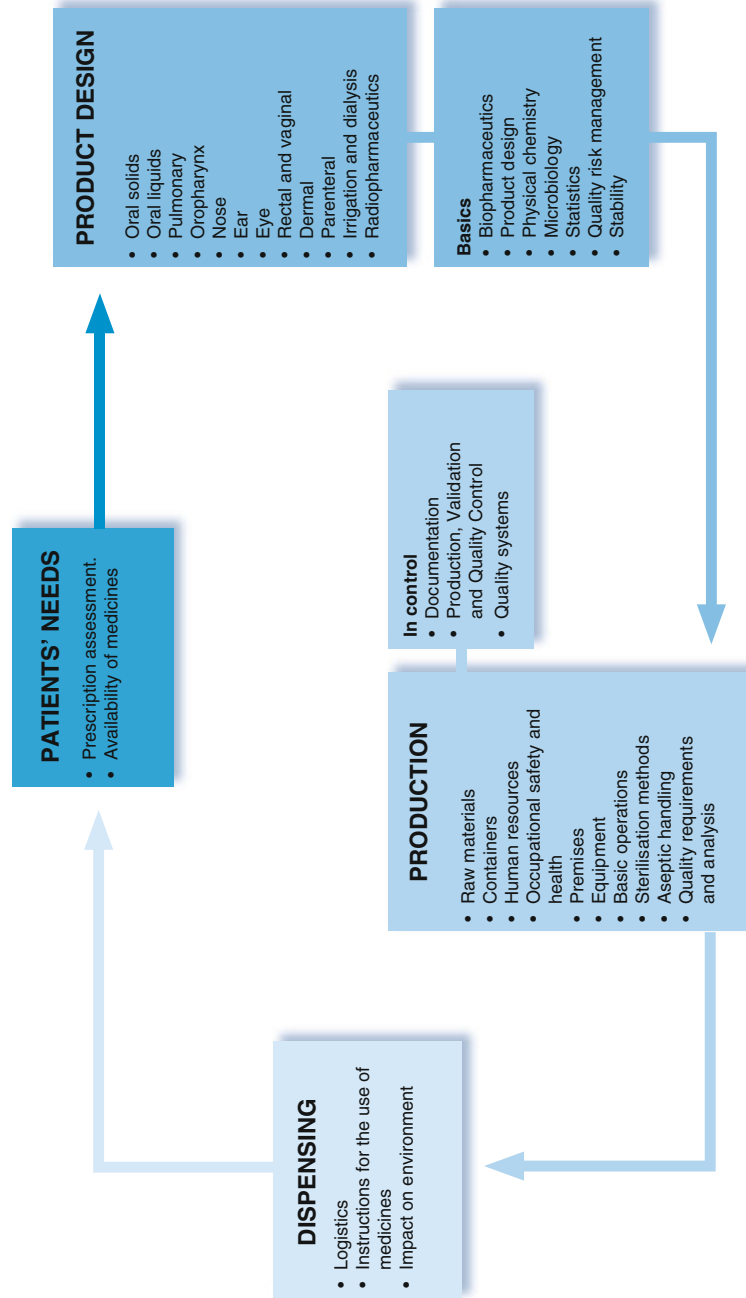 PATIENTS’ NEEDS
• Prescription assessment.
• Availability of medicines
PRODUCT DESIGN
• Oral solids
• Oral liquids
• Pulmonary
• Oropharynx
• Nose
• Ear
• Eye
• Rectal and vaginal
• Dermal
• Parenteral
• Irrigation and dialysis
• Radiopharmaceutics
Basics
• Biopharmaceutics
• Product design
• Physical chemistry
• Microbiology
• Statistics
• Quality risk management
• Stability
In control
• Documentation
• Production, Validation
and Quality Control
• Quality systems
PRODUCTION
• Raw materials
• Containers
• Human resources
• Occupational safety and
health
• Premises
• Equipment
• Basic operations
• Sterilisation methods
• Aseptic handling
• Quality requirements
and analysis
DISPENSING
• Logistics
• Instructions for the use of
medicines
• Impact on environment